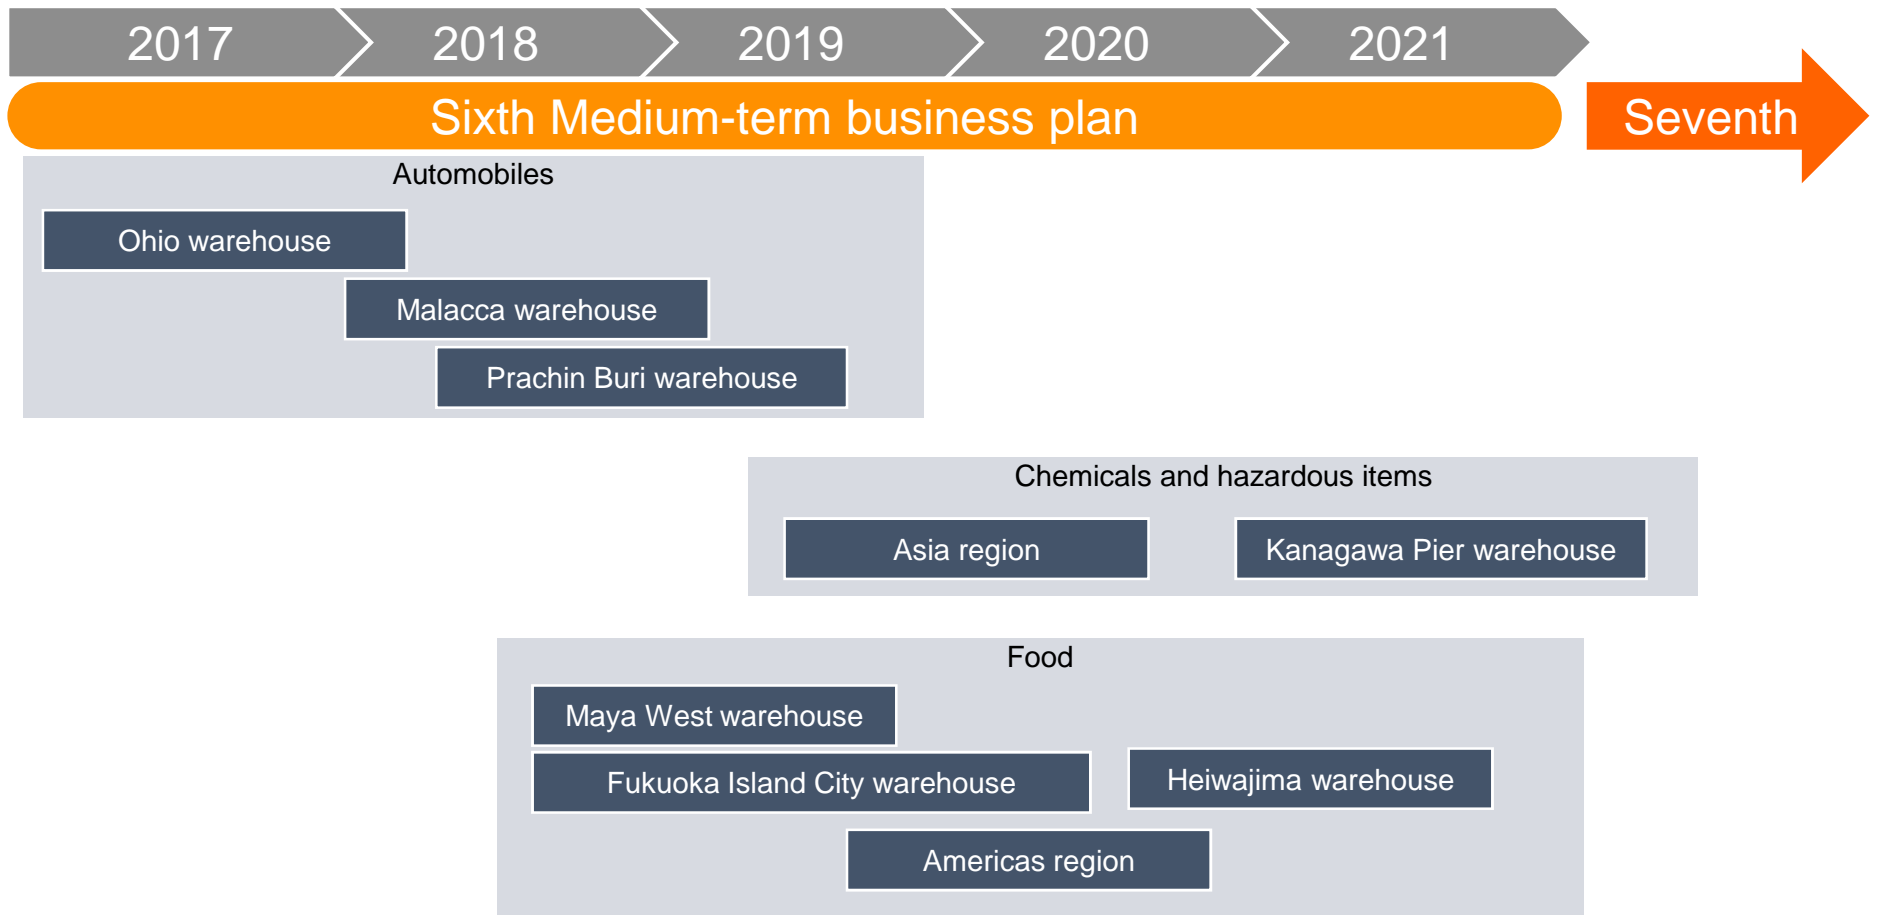 2017
2018
2019
2020
2021
Sixth Medium-term business plan
Seventh
Automobiles
Ohio warehouse
Malacca warehouse
Prachin Buri warehouse
Chemicals and hazardous items
Asia region
Kanagawa Pier warehouse
Food
Maya West warehouse
Fukuoka Island City warehouse
Heiwajima warehouse
Americas region